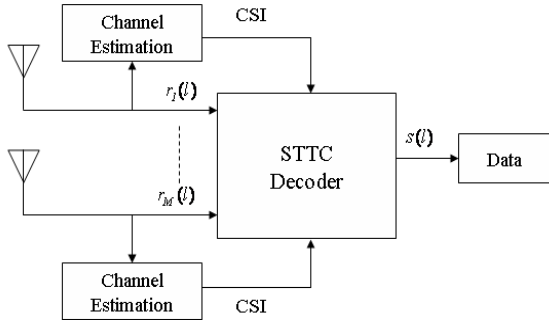 Channel
Estimation
CSI
r1(l)
STTC
Decoder
s(l)
Data
rM(l)
Channel
Estimation
CSI